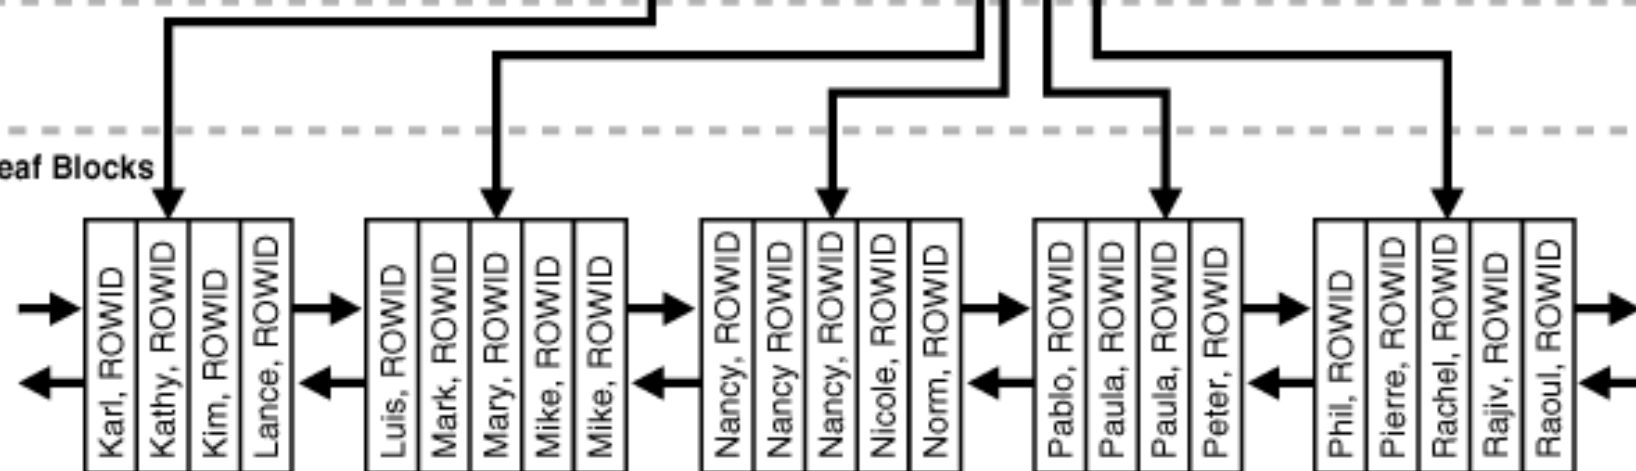 eaf Blocks
Karl, ROWID
Kathy, ROWID
Kim, ROWID
Lance, ROWID
Luis, ROWID
Mark, ROWID
Mary, ROWID
Mike, ROWID
Mike, ROWID
Nancy, ROWID
Nancy ROWID
Nancy, ROWID
Nicole, ROWID
Norm, ROWID
Pablo, ROWID
Paula, ROWID
Paula, ROWID
Peter, ROWID
Phil, ROWID
Pierre, ROWID
Rachel, ROWID
Rajiv, ROWID
Raoul, ROWID